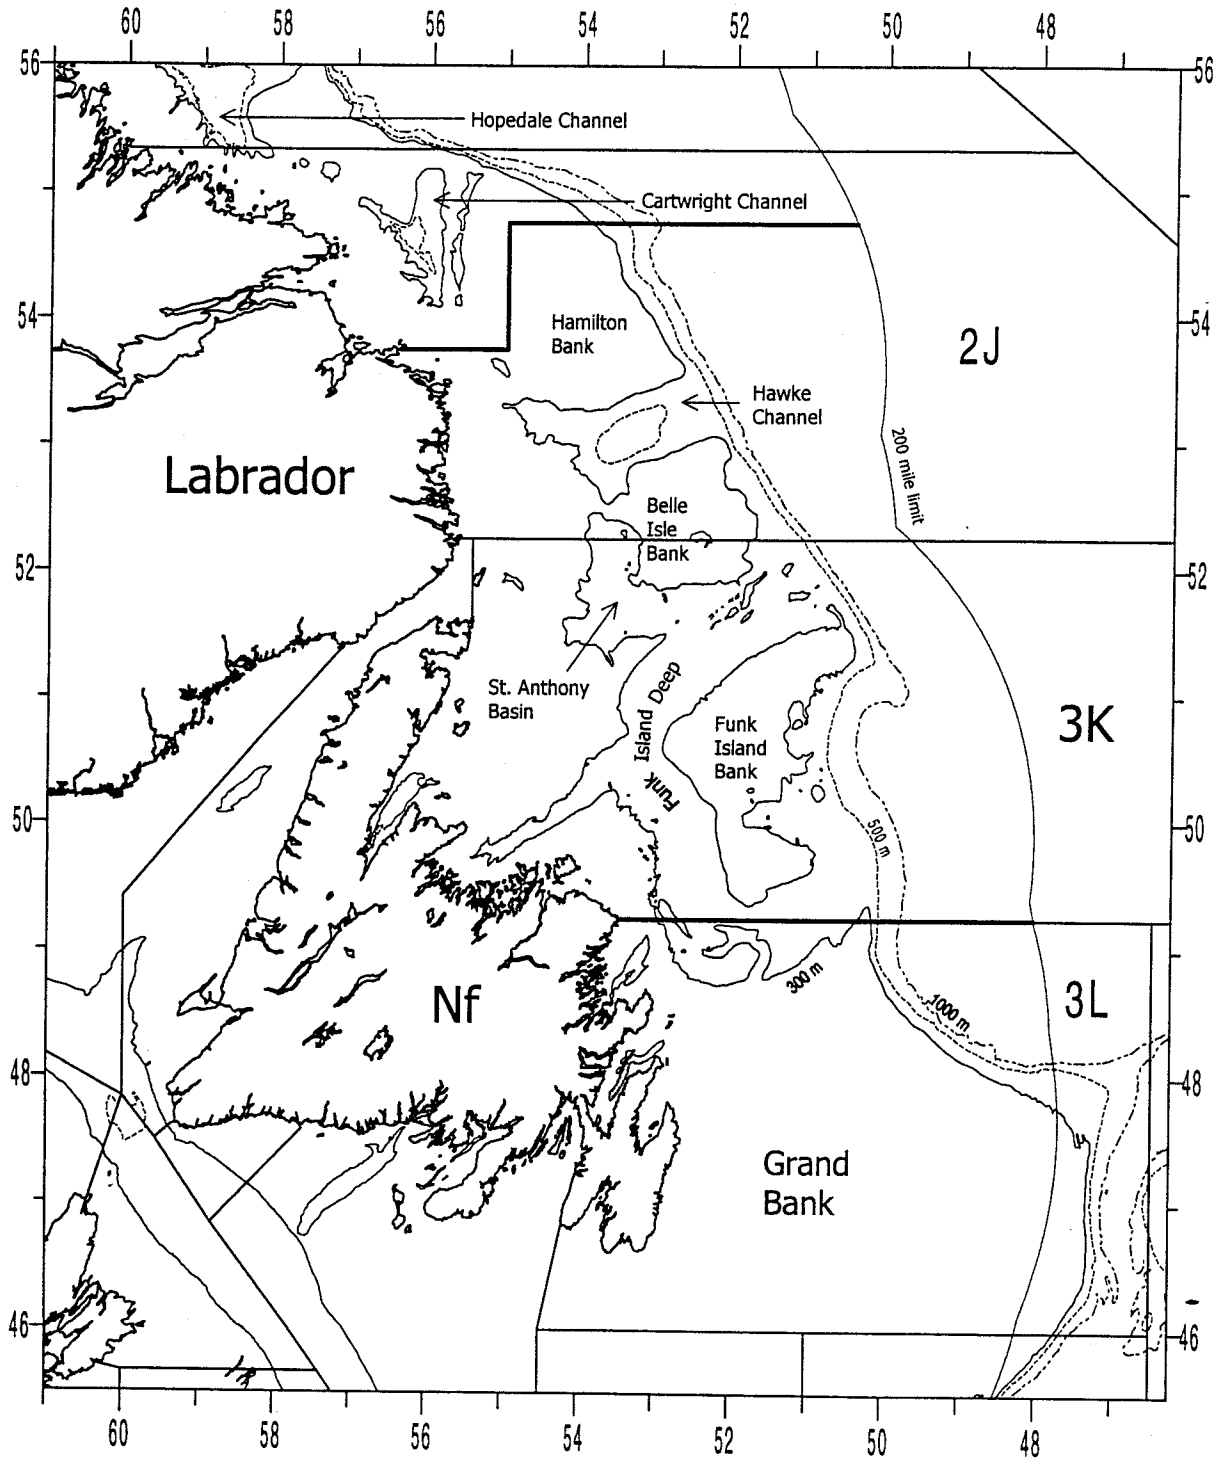 60 58 56 54 52 50 48
56
56
Hopedale Channel
Cartwright Channel
54
54
Hamilton
Bank
2J
Hawke
Channel
Labrador
200 mile limit
Belle
Isle
Bank
52
52
St. Anthony
Basin
Funk Island Deep
Funk
Island
Bank
3K
50
50
500 m
300 m
1000 m
Nf
3L
48
48
Grand
Bank
46
46
60 58 56 54 52 50 48